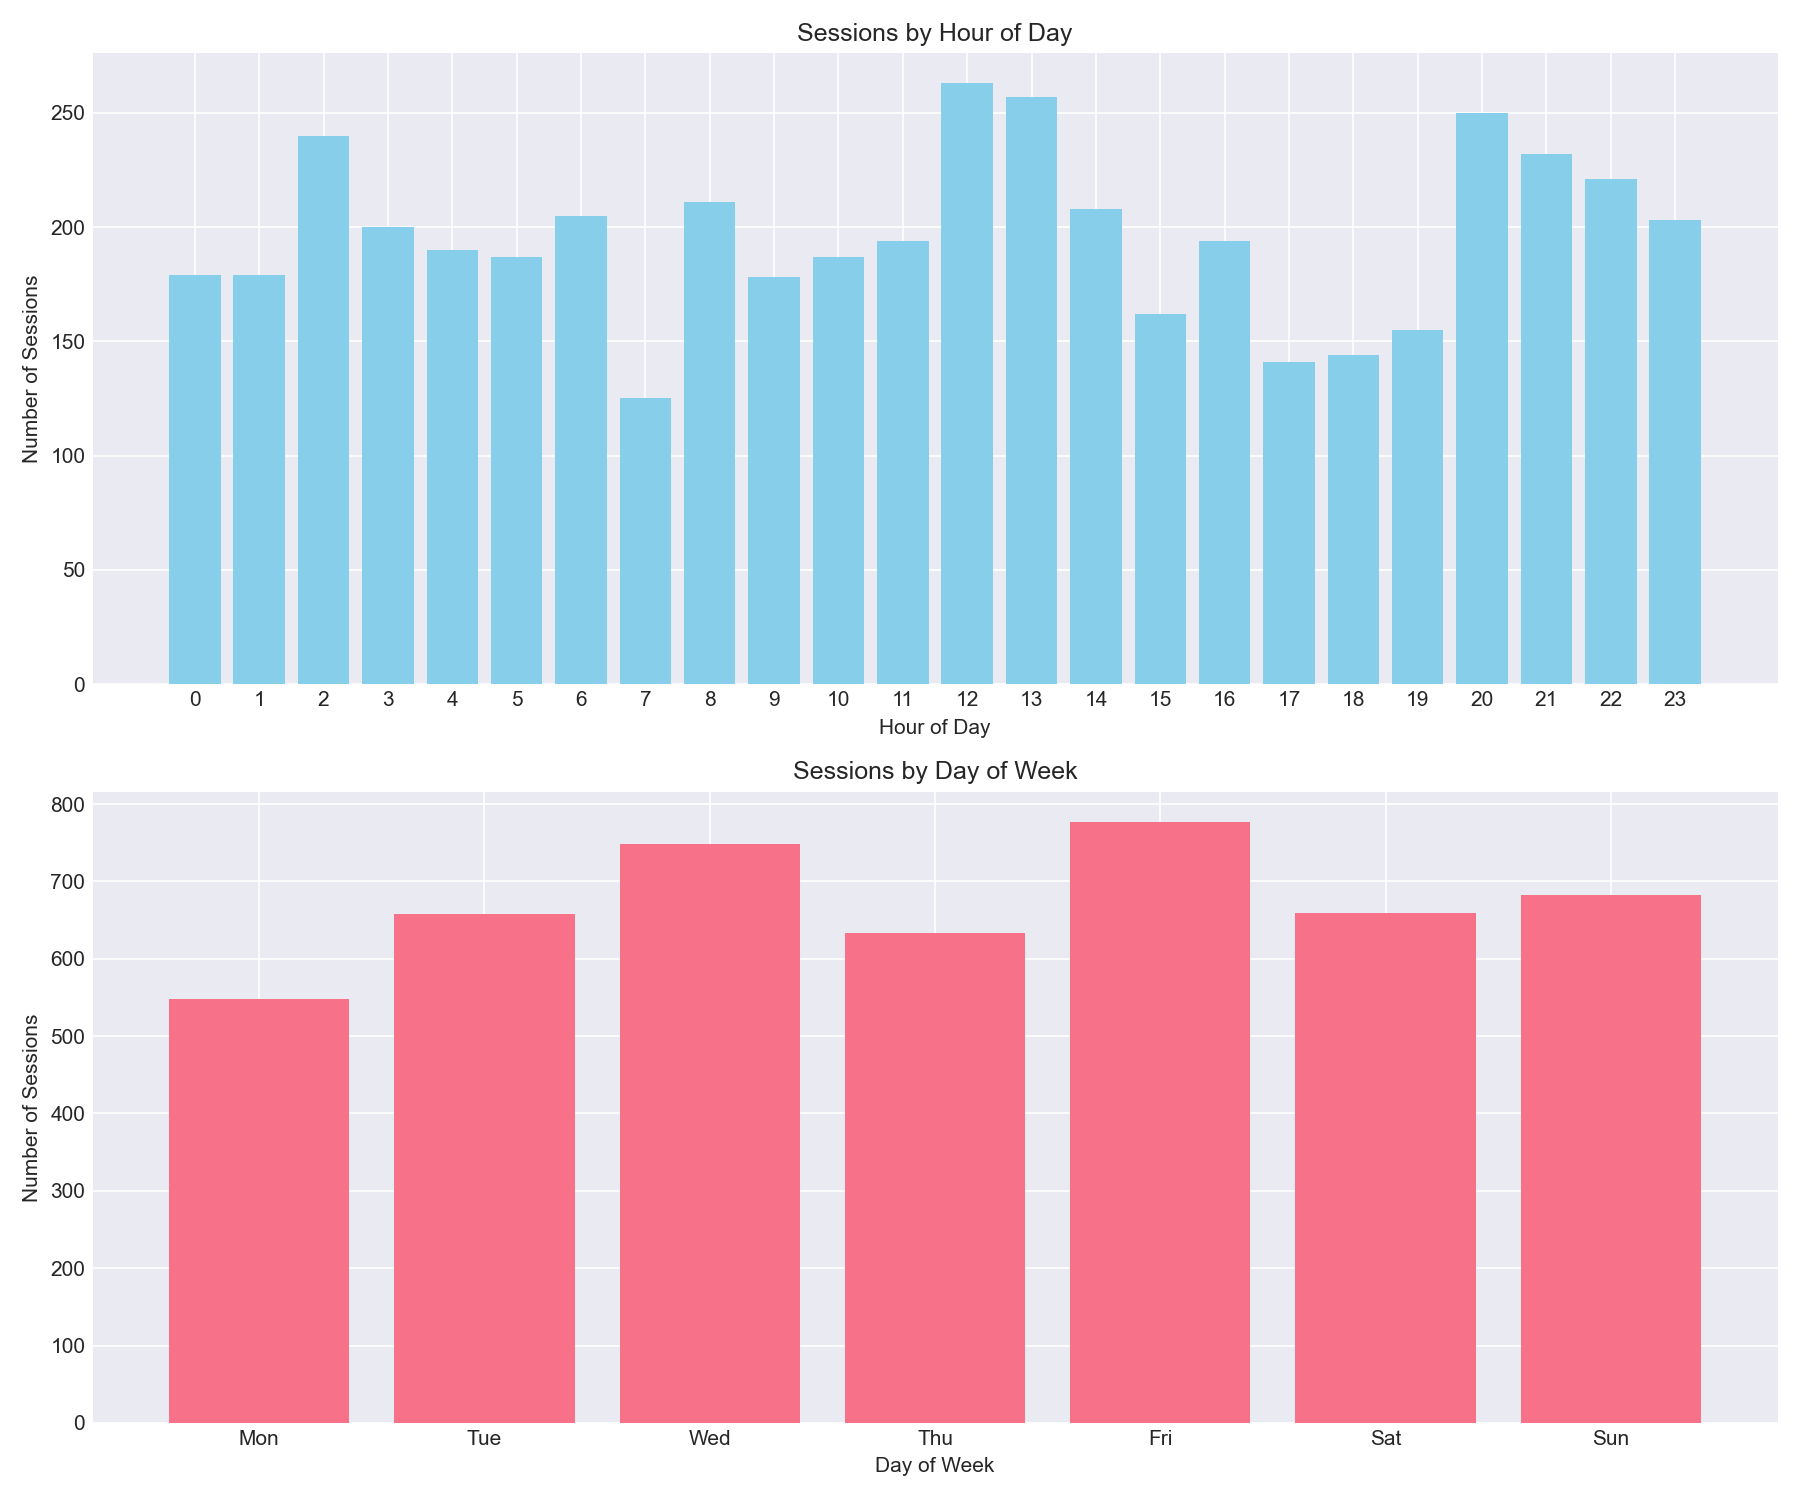 Sessions by Hour of Day
Number of Sessions
250
200
150
100
50
0
0 1 2 3 4 5 6 7 8 9 10 11 12 13 14 15 16 17 18 19 20 21 22 23
Hour of Day
Sessions by Day of Week
Number of Sessions
800
700
600
500
400
300
200
100
0
Mon Tue Wed Thu Fri Sat Sun
Day of Week